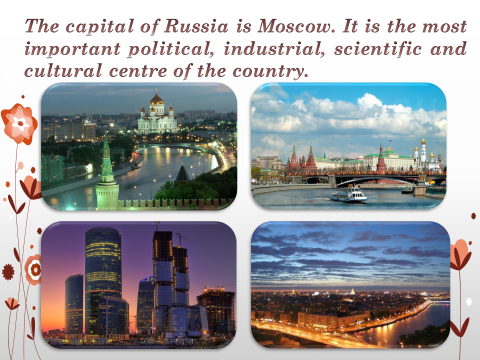 The capital of Russia is Moscow. It is the most
important political, industrial, scientific and
cultural centre of the country.